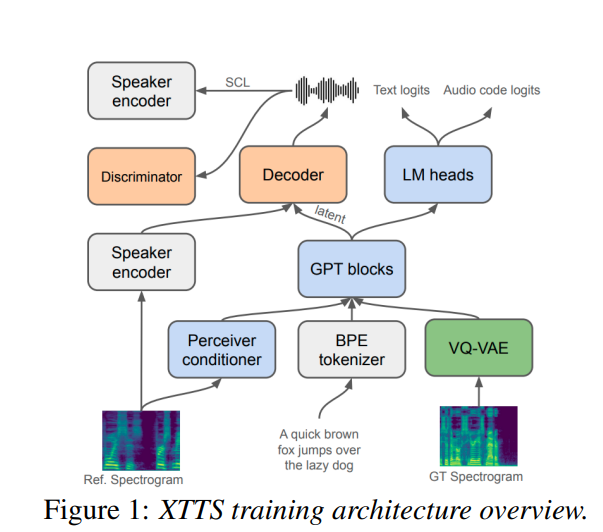 Speaker
encoder
SCL
Text logits
Audio code logits
Discriminator
Decoder
LM heads
latent
Speaker
encoder
GPT blocks
Perceiver
conditioner
BPE
tokenizer
VQ-VAE
A quick brown
fox jumps over
the lazy dog
Ref. Spectrogram
GT Spectrogram
Figure 1: XTTS training architecture overview.